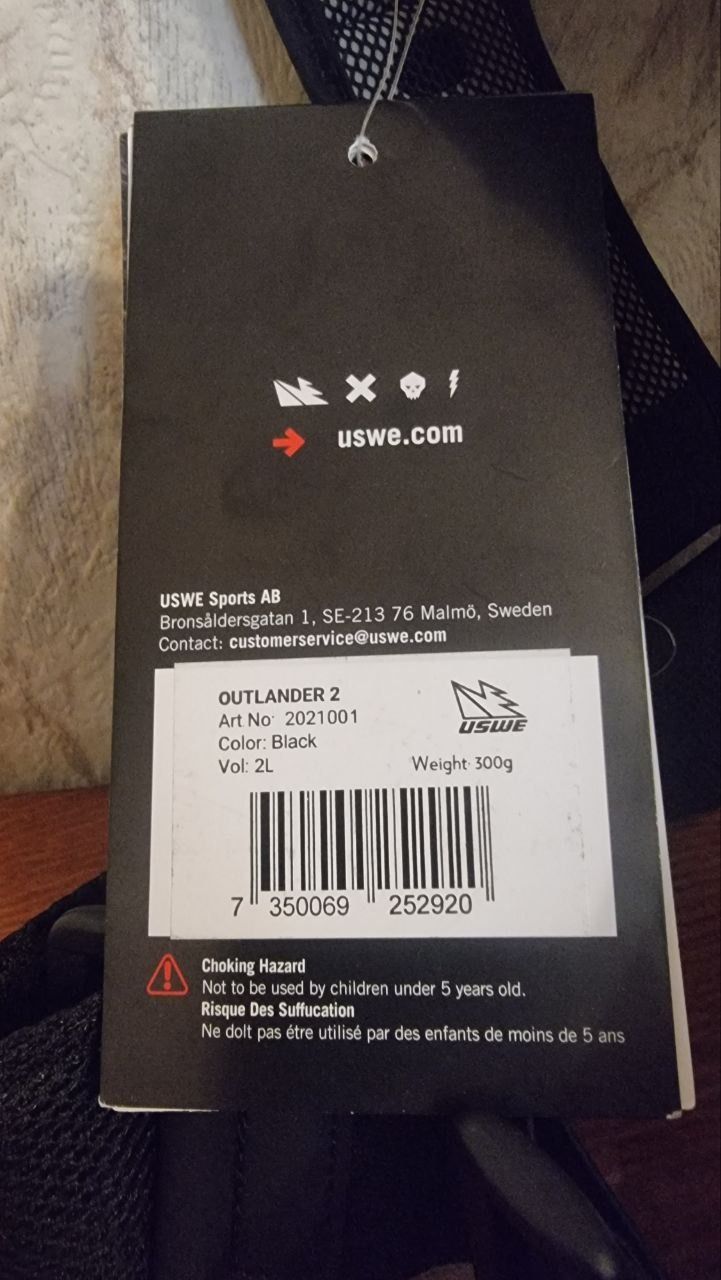 uswe.com
USWE Sports AB
Bronsåldersgatan 1, SE-213 76 Malmö, Sweden
Contact: customerservice@uswe.com
OUTLANDER 2
Art No: 2021001
Color: Black
Vol: 2L
Weight: 300g
USWE
7 350069 252920
Choking Hazard
Not to be used by children under 5 years old.
Risque Des Suffucation
Ne dolt pas étre utilisé par des enfants de moins de 5 ans